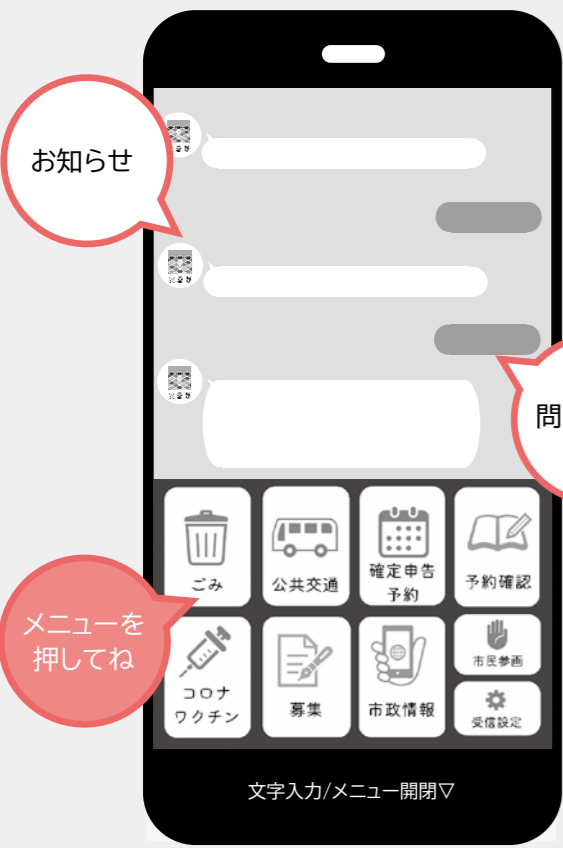 お知らせ
問
ごみ
公共交通
確定申告
予約
予約確認
メニューを
押してね
コロナ
ワクチン
募集
市政情報
市民参画
受信設定
文字入力/メニュー開閉▽